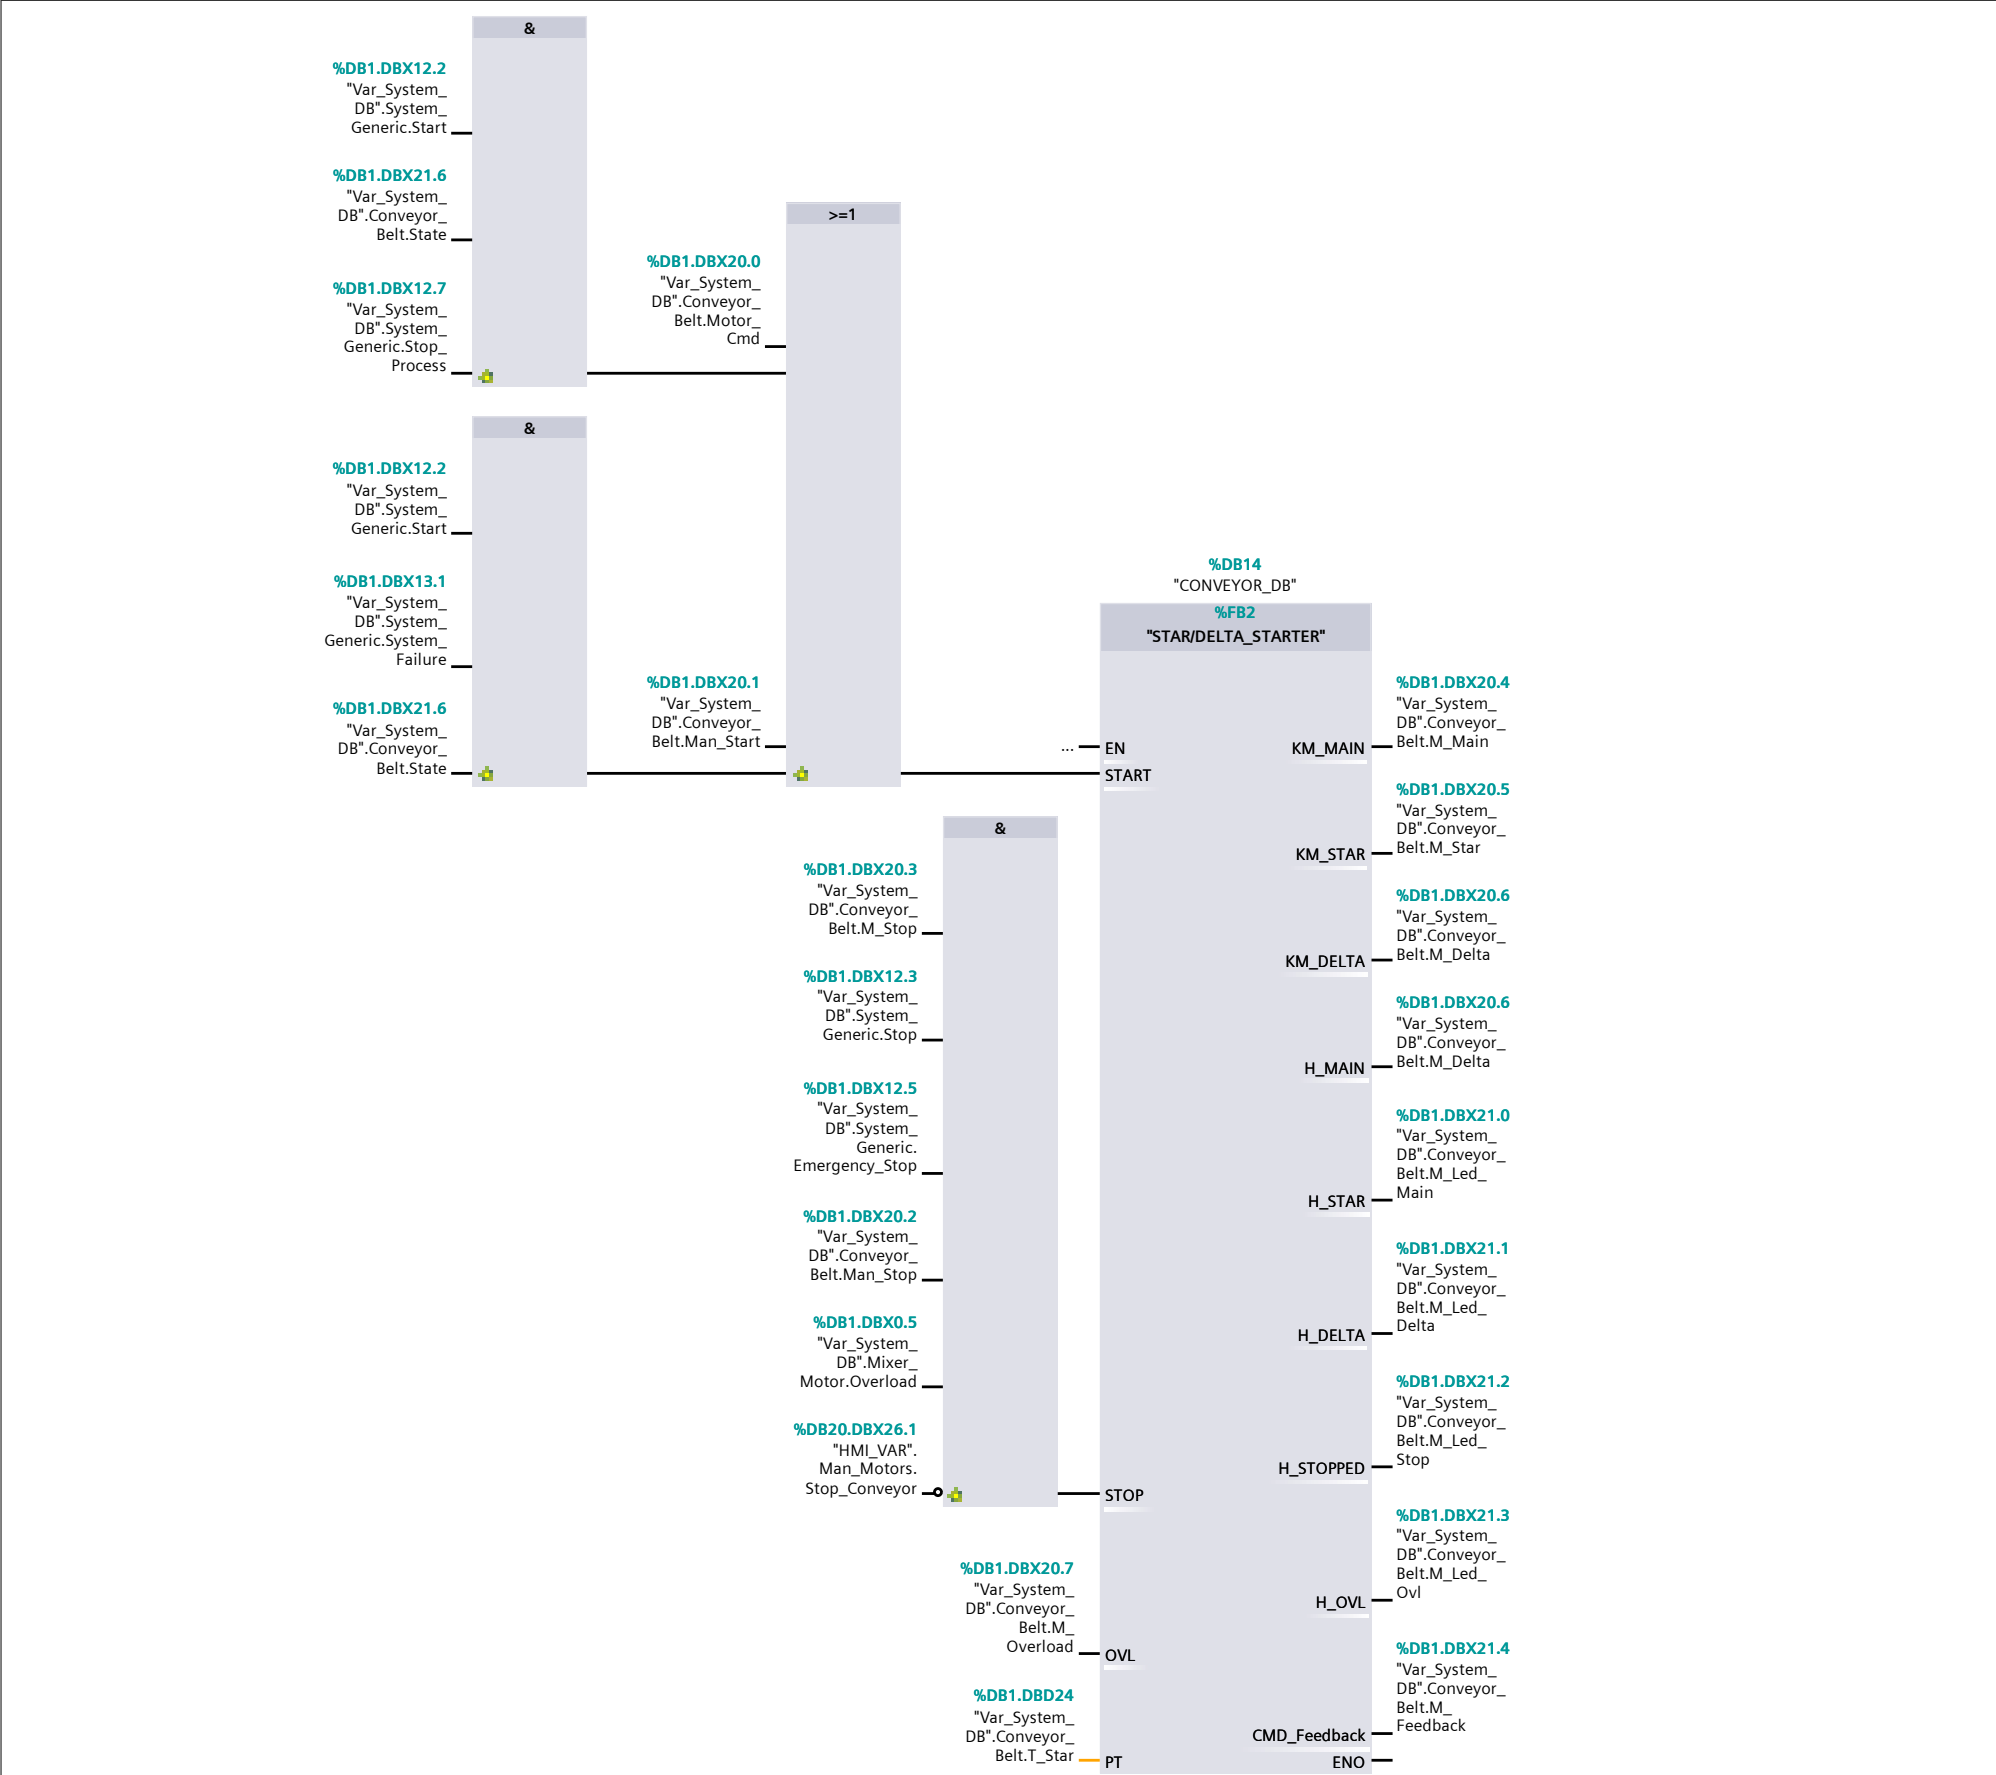 &
%DB1.DBX12.2
"Var_System_
DB".System_
Generic.Start
%DB1.DBX21.6
"Var_System_
DB".Conveyor_
Belt.State
%DB1.DBX12.7
"Var_System_
DB".System_
Generic.Stop_
Process
>=1
%DB1.DBX20.0
"Var_System_
DB".Conveyor_
Belt.Motor_
Cmd
&
%DB1.DBX12.2
"Var_System_
DB".System_
Generic.Start
%DB1.DBX13.1
"Var_System_
DB".System_
Generic.System_
Failure
%DB1.DBX21.6
"Var_System_
DB".Conveyor_
Belt.State
%DB1.DBX20.1
"Var_System_
DB".Conveyor_
Belt.Man_Start
%DB14
"CONVEYOR_DB"
%FB2
"STAR/DELTA_STARTER"
... EN
START
&
%DB1.DBX20.3
"Var_System_
DB".Conveyor_
Belt.M_Stop
%DB1.DBX12.3
"Var_System_
DB".System_
Generic.Stop
%DB1.DBX12.5
"Var_System_
DB".System_
Generic.
Emergency_Stop
%DB1.DBX20.2
"Var_System_
DB".Conveyor_
Belt.Man_Stop
%DB1.DBX0.5
"Var_System_
DB".Mixer_
Motor.Overload
%DB20.DBX26.1
"HMI_VAR".
Man_Motors.
Stop_Conveyor
STOP
%DB1.DBX20.7
"Var_System_
DB".Conveyor_
Belt.M_
Overload
OVL
%DB1.DBD24
"Var_System_
DB".Conveyor_
Belt.T_Star
PT
KM_MAIN
%DB1.DBX20.4
"Var_System_
DB".Conveyor_
Belt.M_Main
KM_STAR
%DB1.DBX20.5
"Var_System_
DB".Conveyor_
Belt.M_Star
KM_DELTA
%DB1.DBX20.6
"Var_System_
DB".Conveyor_
Belt.M_Delta
H_MAIN
%DB1.DBX20.6
"Var_System_
DB".Conveyor_
Belt.M_Delta
H_STAR
%DB1.DBX21.0
"Var_System_
DB".Conveyor_
Belt.M_Led_
Main
H_DELTA
%DB1.DBX21.1
"Var_System_
DB".Conveyor_
Belt.M_Led_
Delta
H_STOPPED
%DB1.DBX21.2
"Var_System_
DB".Conveyor_
Belt.M_Led_
Stop
H_OVL
%DB1.DBX21.3
"Var_System_
DB".Conveyor_
Belt.M_Led_
Ovl
CMD_Feedback
%DB1.DBX21.4
"Var_System_
DB".Conveyor_
Belt.M_
Feedback
ENO